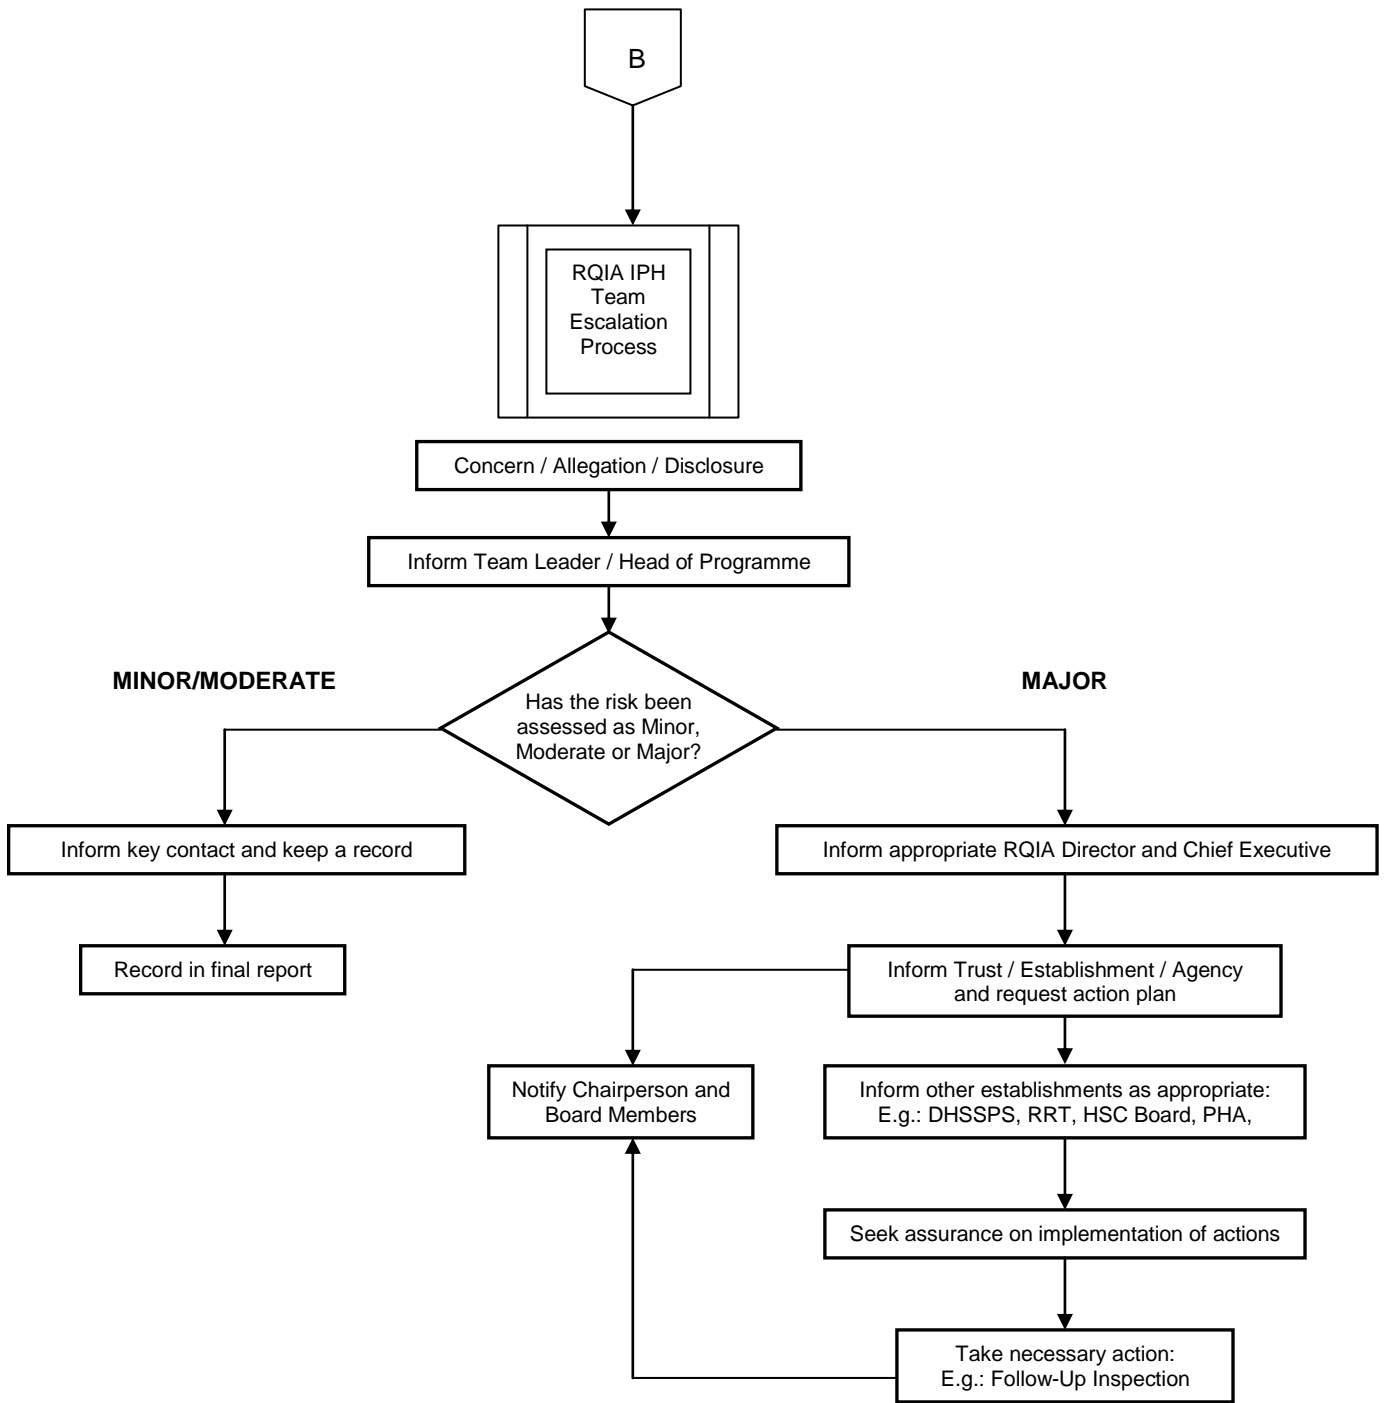 B
RQIA IPH
Team
Escalation
Process
Concern / Allegation / Disclosure
Inform Team Leader / Head of Programme
MINOR/MODERATE
MAJOR
Has the risk been
assessed as Minor,
Moderate or Major?
Inform key contact and keep a record
Inform appropriate RQIA Director and Chief Executive
Record in final report
Inform Trust / Establishment / Agency
and request action plan
Notify Chairperson and
Board Members
Inform other establishments as appropriate:
E.g.: DHSSPS, RRT, HSC Board, PHA,
Seek assurance on implementation of actions
Take necessary action:
E.g.: Follow-Up Inspection